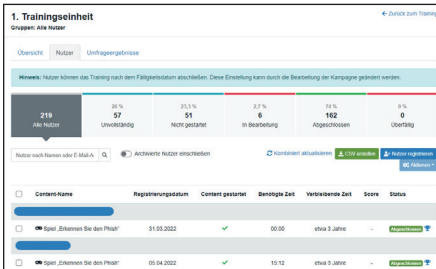 1. Trainingseinheit
← Zurück zum Training
Gruppen: Alle Nutzer
Übersicht Nutzer Umfrageergebnisse
Hinweis: Nutzer können das Training nach dem Fälligkeitsdatum abschließen. Diese Einstellung kann durch die Bearbeitung der Kampagne geändert werden.
26 % 23,3 % 2,7 % 74 % 0 %
219 57 51 6 162 0
Alle Nutzer Unvollständig Nicht gestartet In Bearbeitung Abgeschlossen Überfällig
Nutzer nach Namen oder E-Mail-A Archivierte Nutzer einschließen Kombiniert aktualisieren CSV erstellen Nutzer registrieren
Aktionen
Content-Name Registrierungsdatum Content gestartet Benötigte Zeit Verbleibende Zeit Score Status
Spiel „Erkennen Sie den Phish“ 31.03.2022 ✓ 00:00 etwa 3 Jahre - Abgeschlossen
Spiel „Erkennen Sie den Phish“ 05.04.2022 ✓ 15:12 etwa 3 Jahre - Abgeschlossen